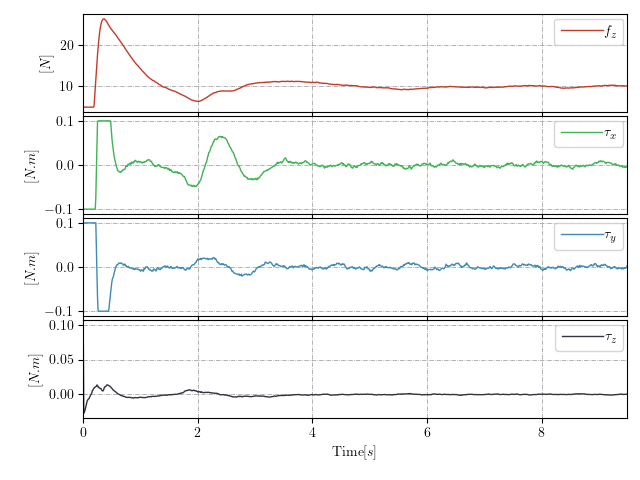 20
10
[N]
f_z
0.1
0.0
−0.1
[N.m]
τ_x
0.1
0.0
−0.1
[N.m]
τ_y
0.10
0.05
0.00
[N.m]
τ_z
0 2 4 6 8
Time[s]